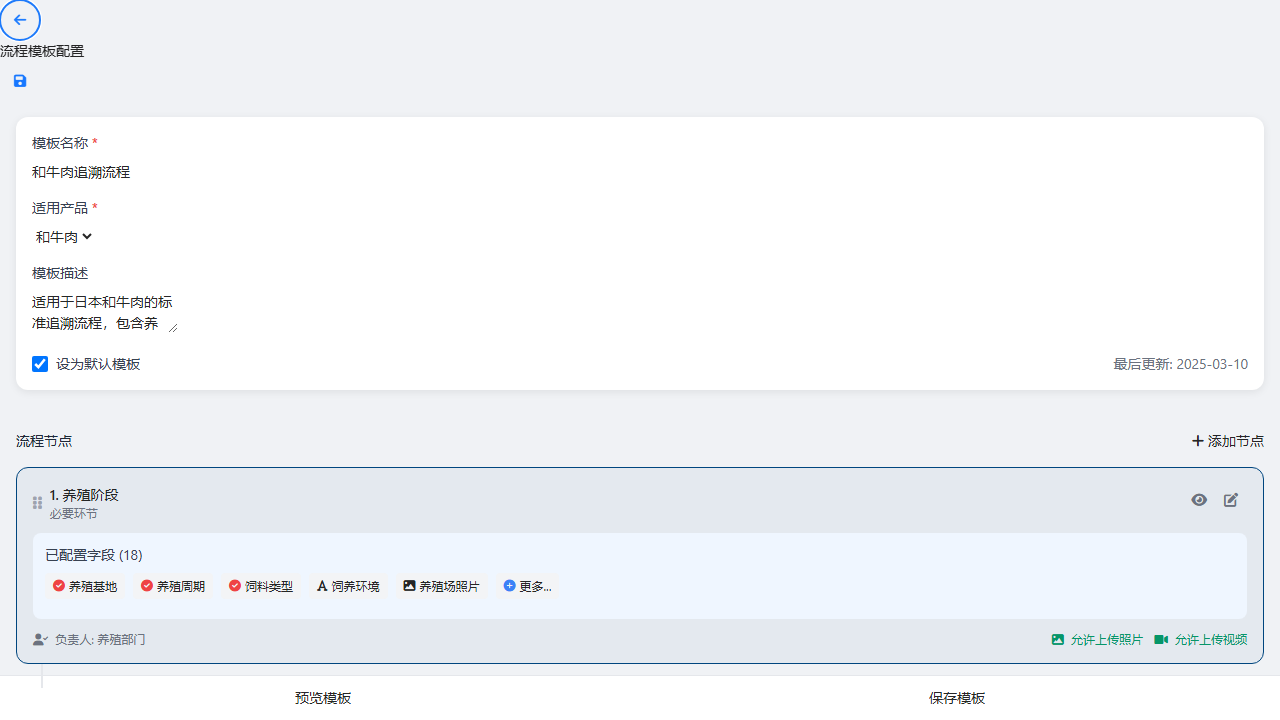 流程模板配置
模板名称 *
和牛肉追溯流程
适用产品 *
和牛肉
模板描述
适用于日本和牛肉的标
准追溯流程，包含养
设为默认模板
最后更新: 2025-03-10
流程节点
添加节点
1. 养殖阶段
必要环节
已配置字段 (18)
养殖基地 养殖周期 饲料类型 饲养环境 养殖场照片 更多...
负责人: 养殖部门
允许上传照片 允许上传视频
预览模板
保存模板